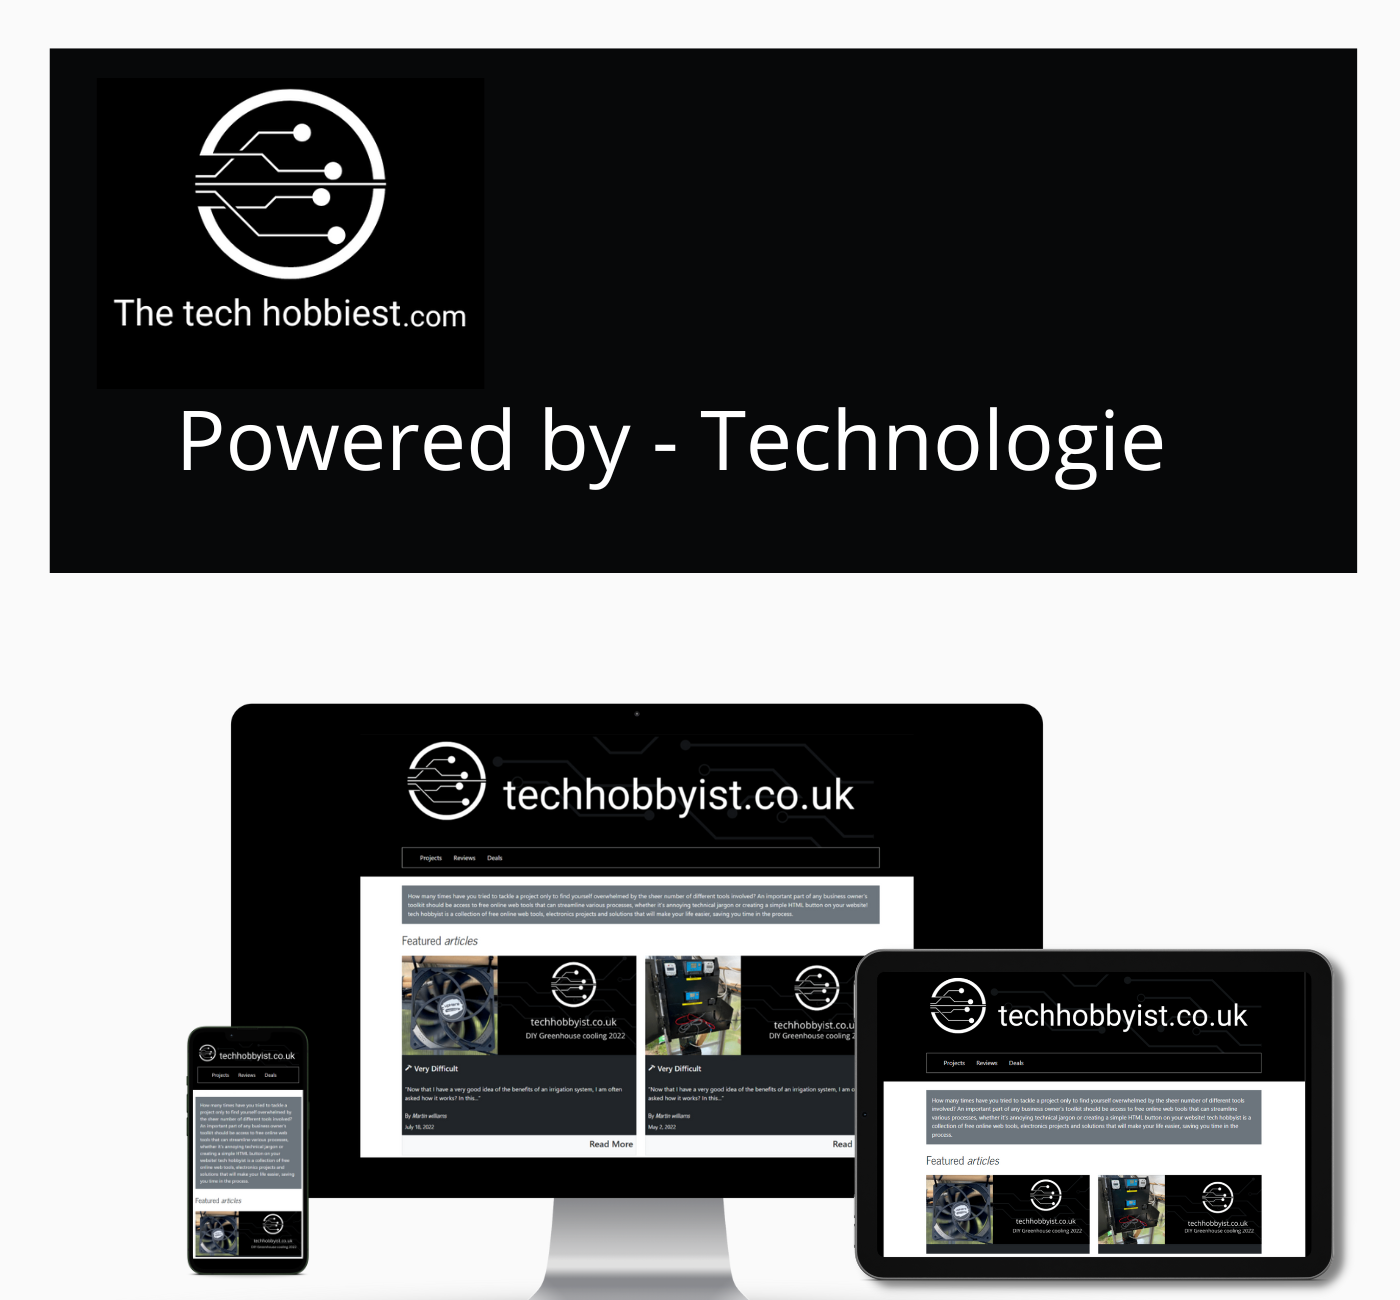 The tech hobbiest.com
Powered by - Technologie
techhobbyist.co.uk
Projects Reviews Deals
How many times have you tried to tackle a project only to find yourself overwhelmed by the sheer number of different tools involved? An important part of any business owner's
toolkit should be access to free online web tools that can streamline various processes, whether it's annoying technical jargon or creating a simple HTML button on your website!
tech hobbyist is a collection of free online web tools, electronics projects and solutions that will make your life easier, saving you time in the process.
Featured articles
techhobbyist.co.uk
DIY Greenhouse cooling 2022
Very Difficult
"Now that I have a very good idea of the benefits of an irrigation system, I am often
asked how it works? In this..."
By Martin williams
July 18, 2022
Read More
techhobbyist.co.u
DIY Greenhouse cooling 2
Very Difficult
"Now that I have a very good idea of the benefits of an irrigation system, I am o
asked how it works? In this..."
By Martin williams
May 2, 2022
Read
techhobbyist.co.uk
Projects Reviews Deals
How many times have you tried to tackle a
project only to find yourself overwhelmed by
the sheer number of different tools involved?
An important part of any business owner's
toolkit should be access to free online web
tools that can streamline various processes,
whether it's annoying technical jargon or
creating a simple HTML button on your
website! tech hobbyist is a collection of free
online web tools, electronics projects and
solutions that will make your life easier, saving
you time in the process.
Featured articles
techhobbyist.co.uk
DIY Greenhouse cooling 2022
techhobbyist.co.uk
Projects Reviews Deals
How many times have you tried to tackle a project only to find yourself overwhelmed by the sheer number of different tools
involved? An important part of any business owner's toolkit should be access to free online web tools that can streamline
various processes, whether it's annoying technical jargon or creating a simple HTML button on your website! tech hobbyist is a
collection of free online web tools, electronics projects and solutions that will make your life easier, saving you time in the
process.
Featured articles
techhobbyist.co.uk
DIY Greenhouse cooling 2022
techhobbyist.co.uk
DIY Greenhouse cooling 2022